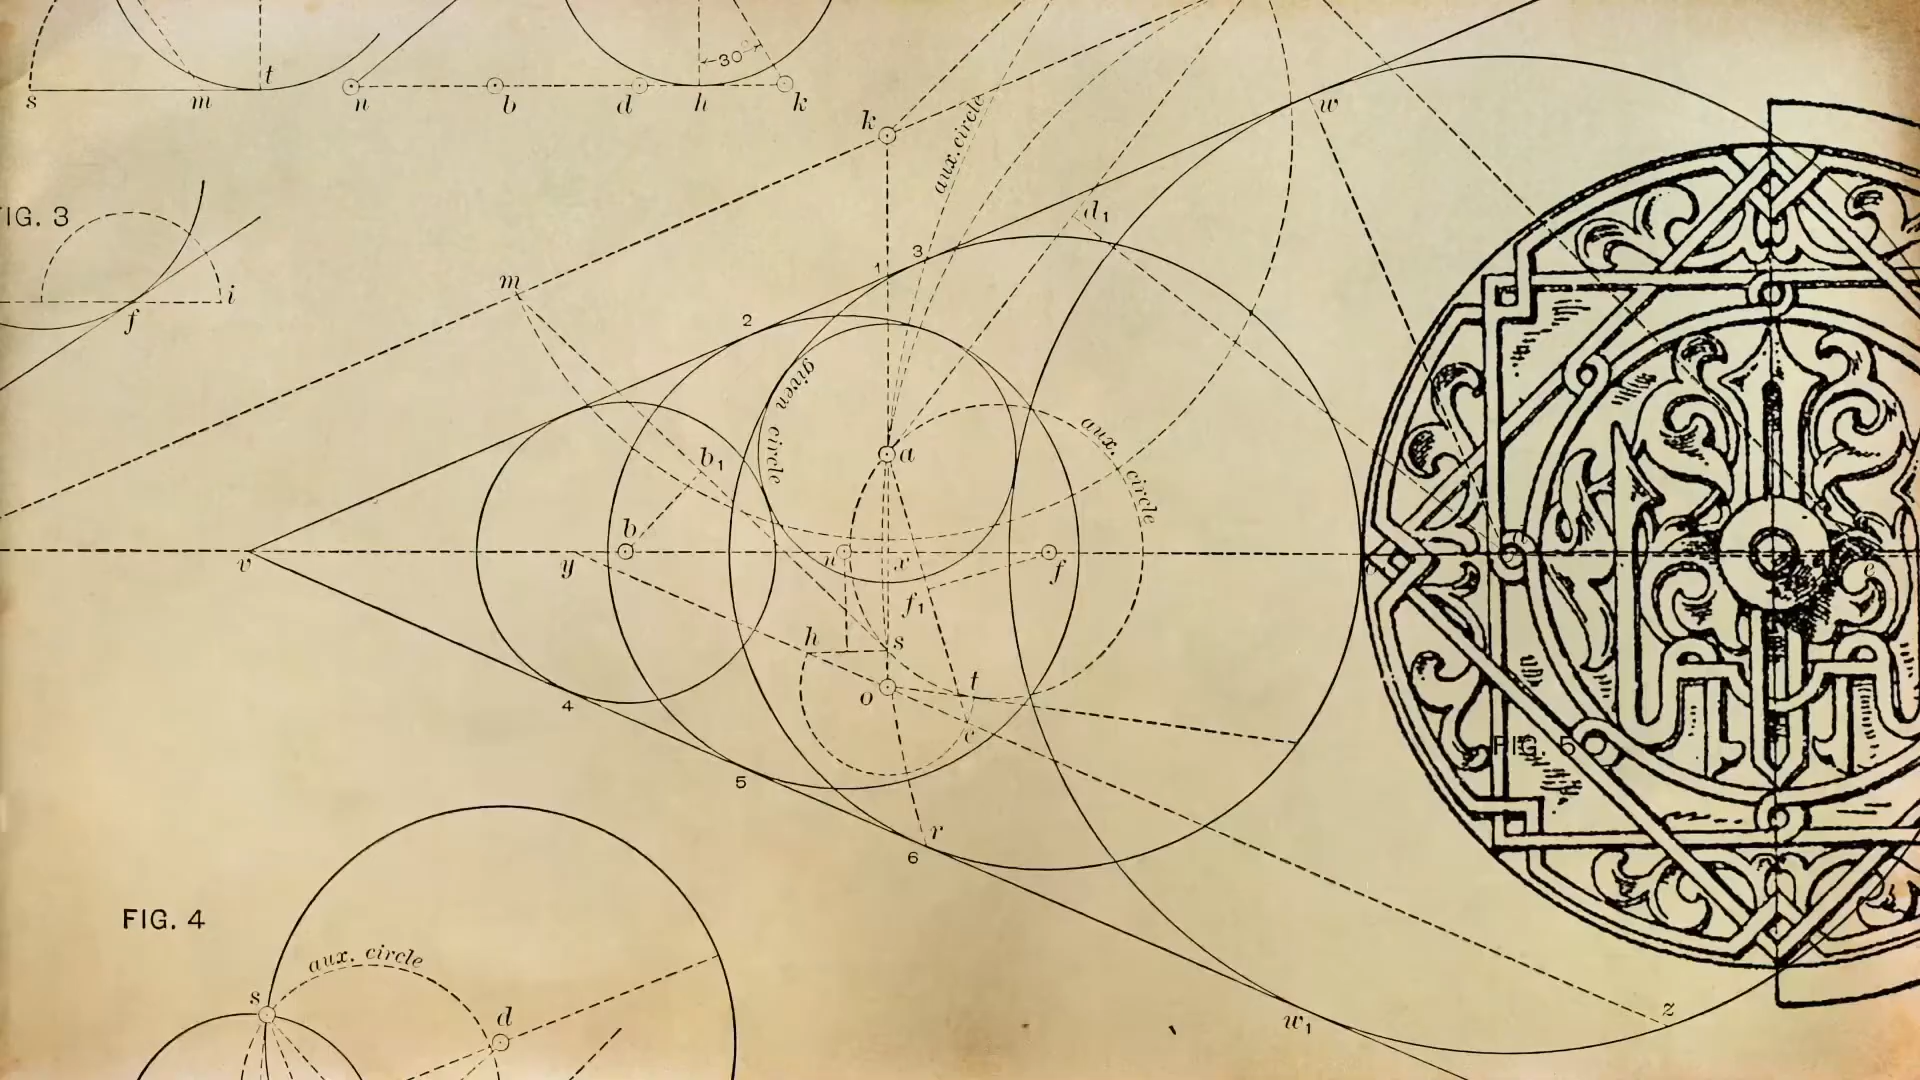 30°
s
m
t
n
b
d
h
k
k
aux. circle
w
d₁
FIG. 3
i
f
m
1
3
2
given circle
a
aux. circle
b₁
b
v
y
n
x
f
e
f₁
h
s
o
t
c
FIG. 5
4
5
6
r
FIG. 4
aux. circle
s
d
w₁
z